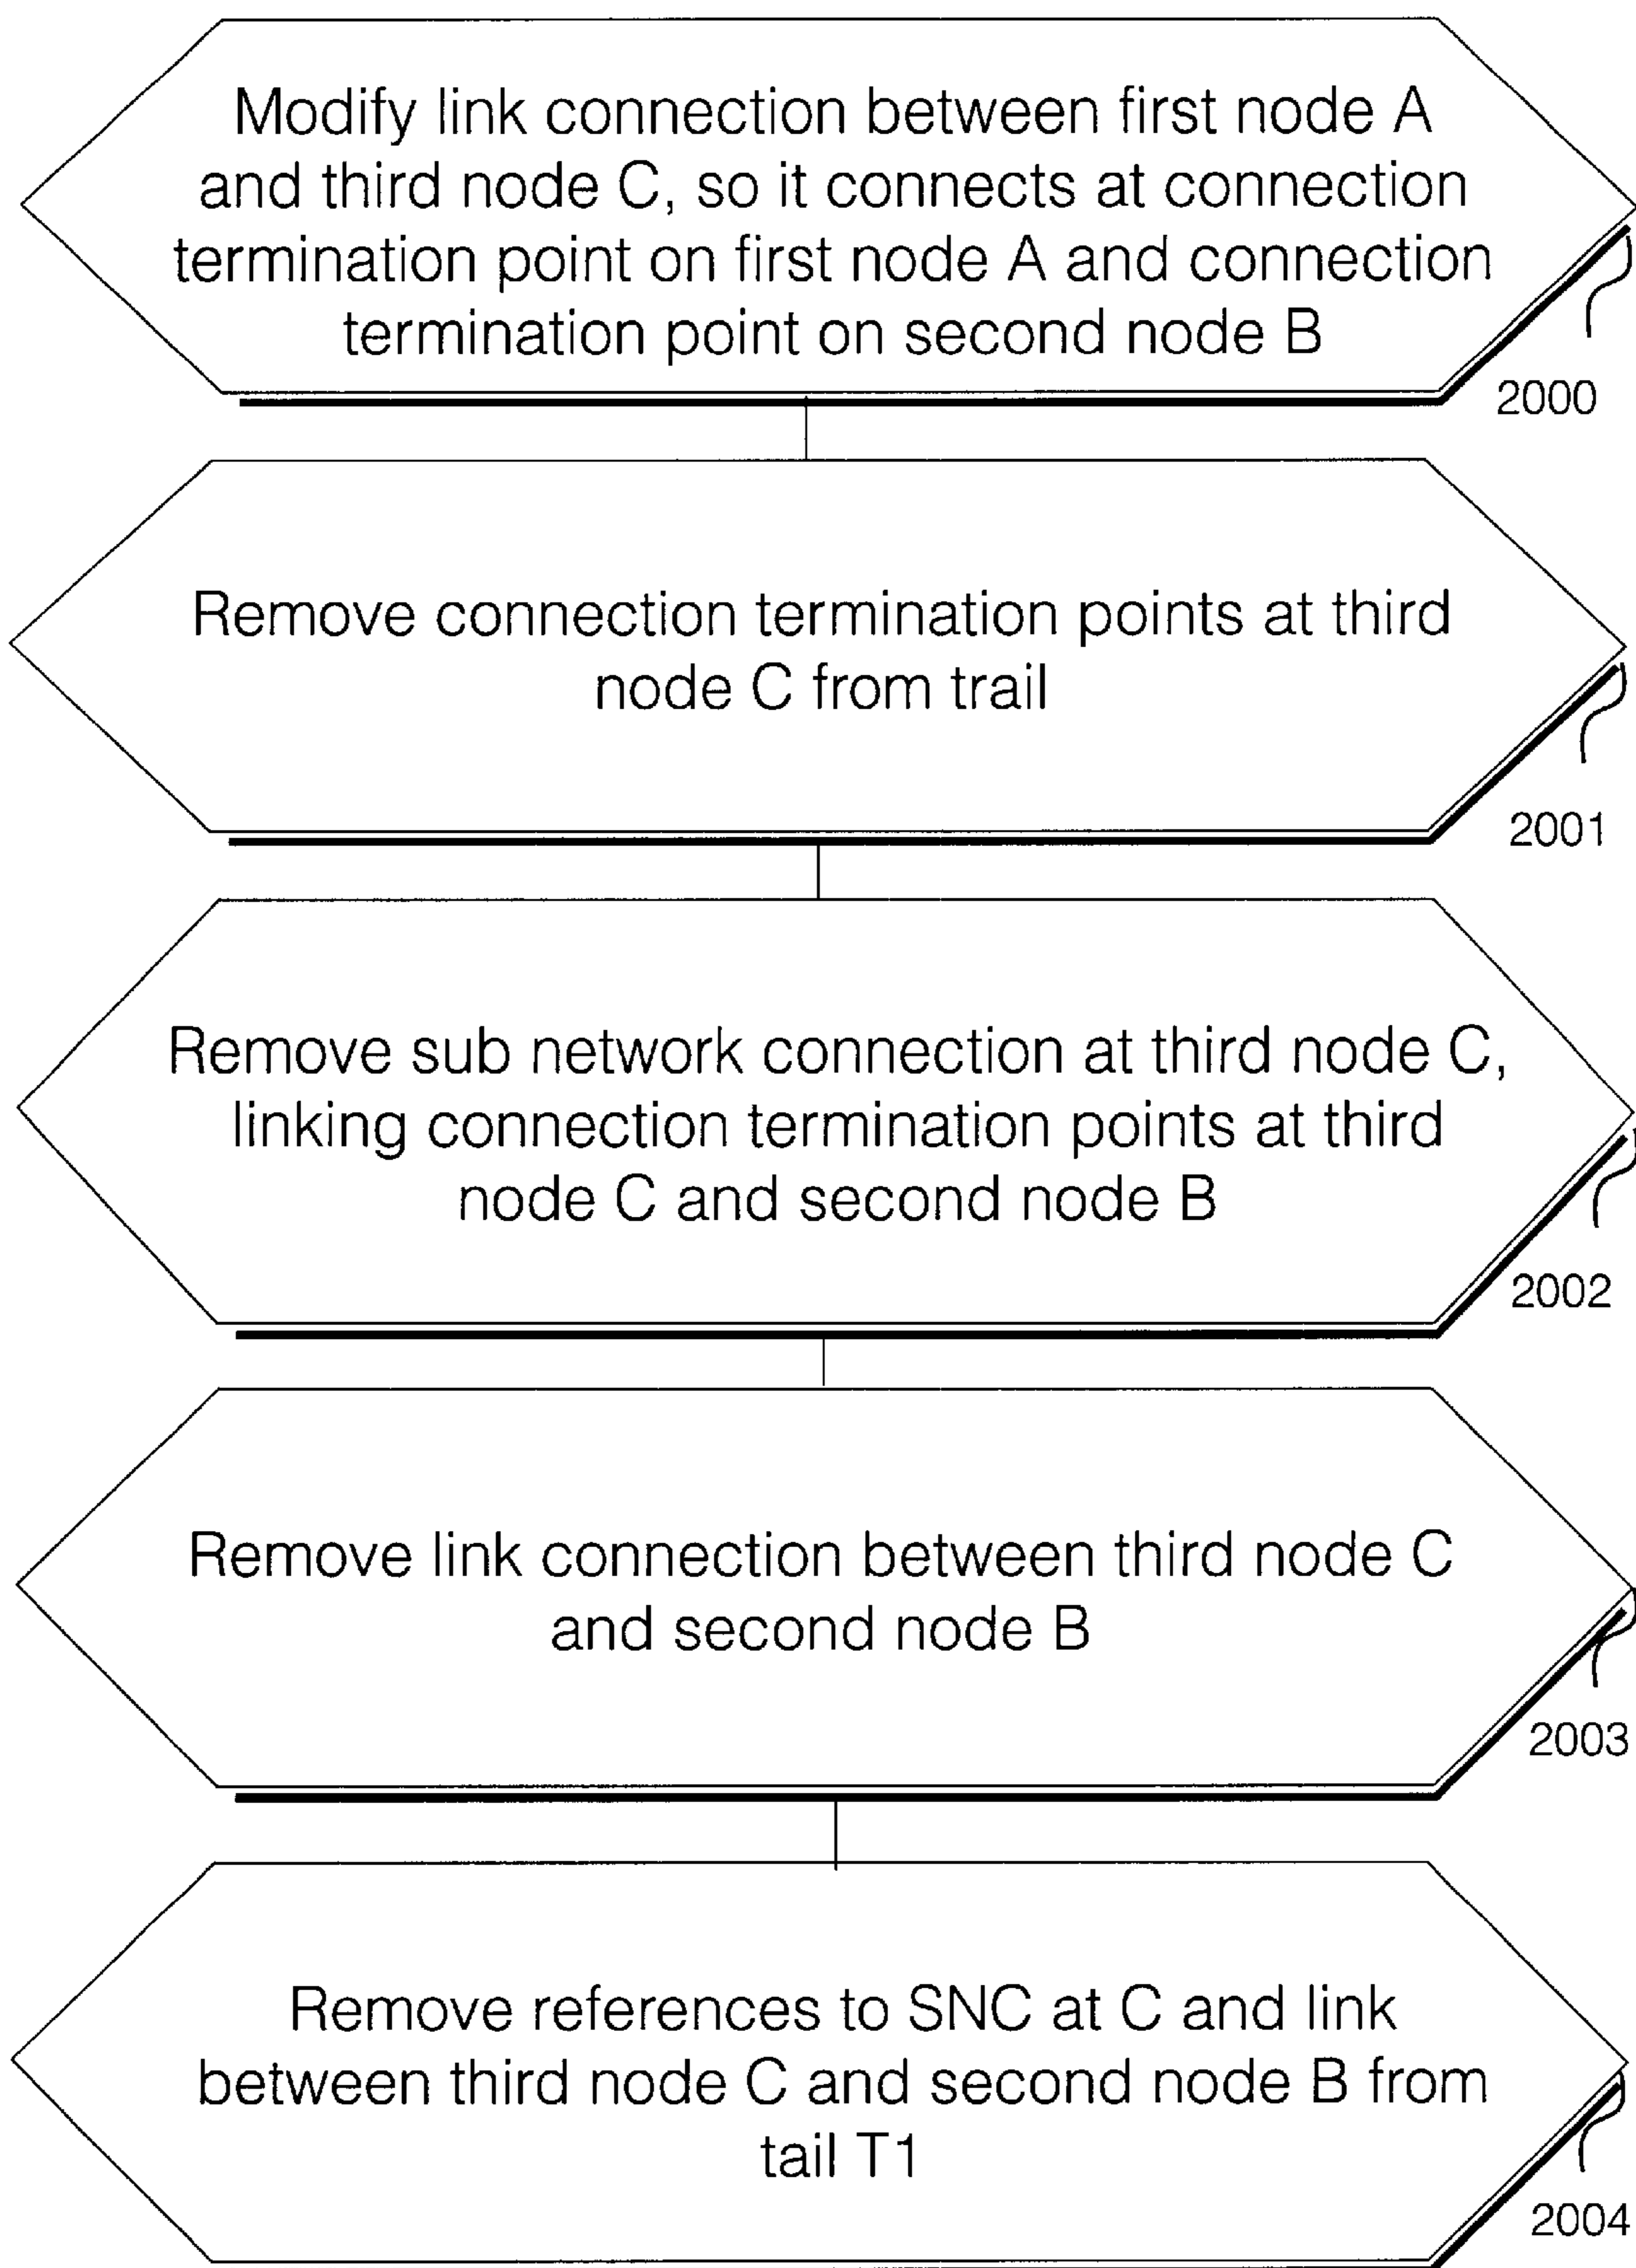 Modify link connection between first node A
and third node C, so it connects at connection
termination point on first node A and connection
termination point on second node B
2000
Remove connection termination points at third
node C from trail
2001
Remove sub network connection at third node C,
linking connection termination points at third
node C and second node B
2002
Remove link connection between third node C
and second node B
2003
Remove references to SNC at C and link
between third node C and second node B from
tail T1
2004